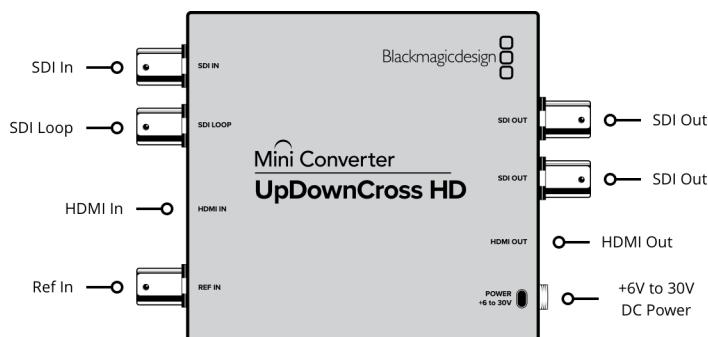 SDI In
SDI IN
SDI Loop
SDI LOOP
HDMI In
HDMI IN
Ref In
REF IN
Blackmagicdesign
Mini Converter
UpDownCross HD
SDI OUT
SDI Out
SDI OUT
SDI Out
HDMI OUT
HDMI Out
POWER
+6 to 30V
+6V to 30V
DC Power